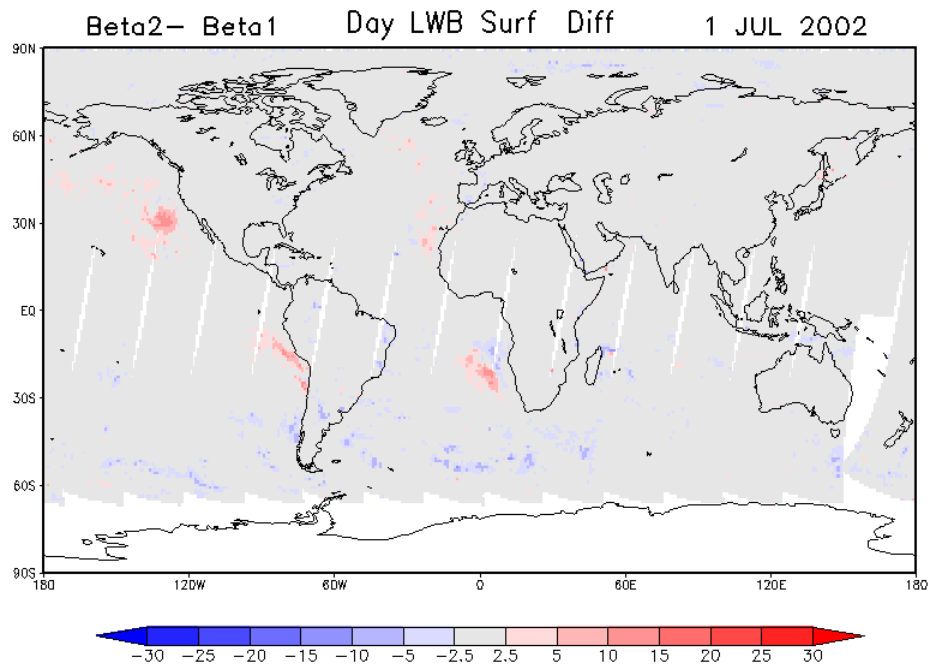 Beta2- Beta1 Day LWB Surf Diff 1 JUL 2002
90N
60N
30N
EQ
30S
60S
90S
180 120W 60W 0 60E 120E 180
-30 -25 -20 -15 -10 -5 -2.5 2.5 5 10 15 20 25 30